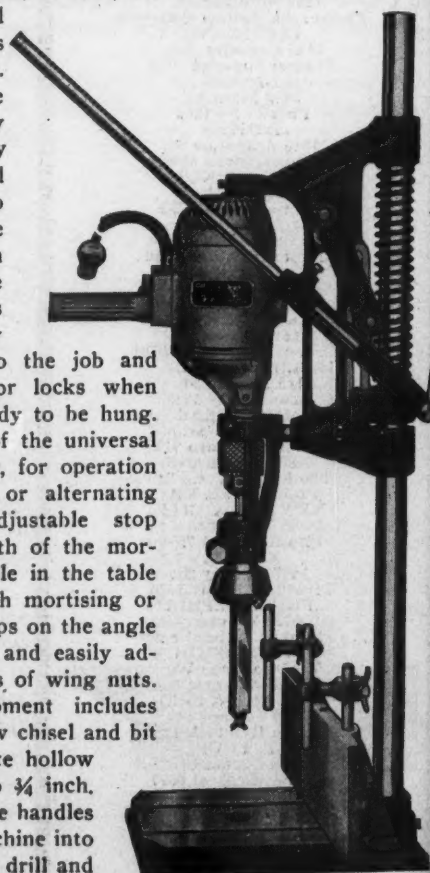 o the job and
or locks when
dy to be hung.
of the universal
, for operation
or alternating
djustable stop
th of the mor-
le in the table
h mortising or
ps on the angle
and easily ad-
s of wing nuts.
oment includes
w chisel and bit
te hollow
o ¾ inch.
e handles
chine into
drill and